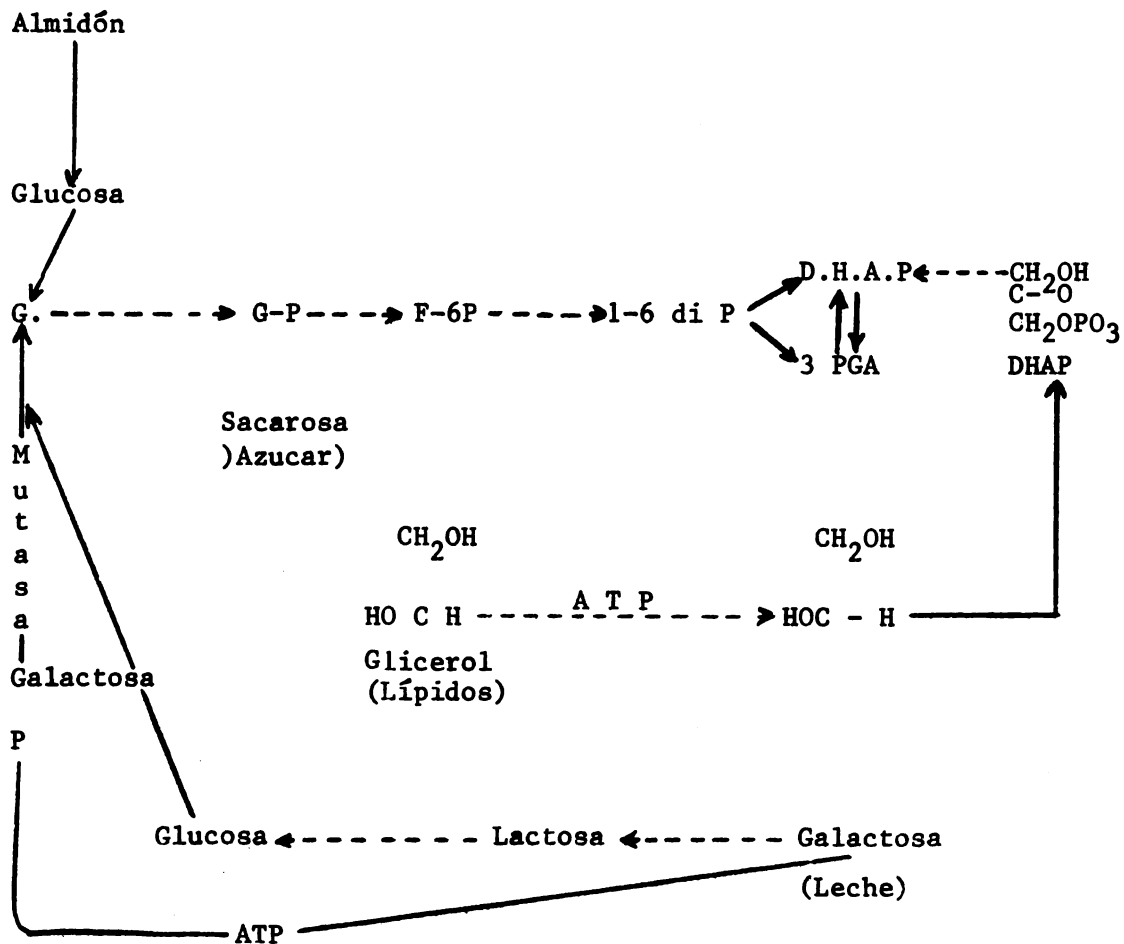 Almidón
Glucosa
D.H.A.P
CH2OH
C-2O
G.
G-P
F-6P
1-6 di P
CH2OPO3
3 PGA
DHAP
Sacarosa
)Azucar)
Mutasa
CH2OH
CH2OH
HO C H
A T P
HOC - H
Glicerol
(Lípidos)
Galactosa
P
Glucosa
Lactosa
Galactosa
(Leche)
ATP